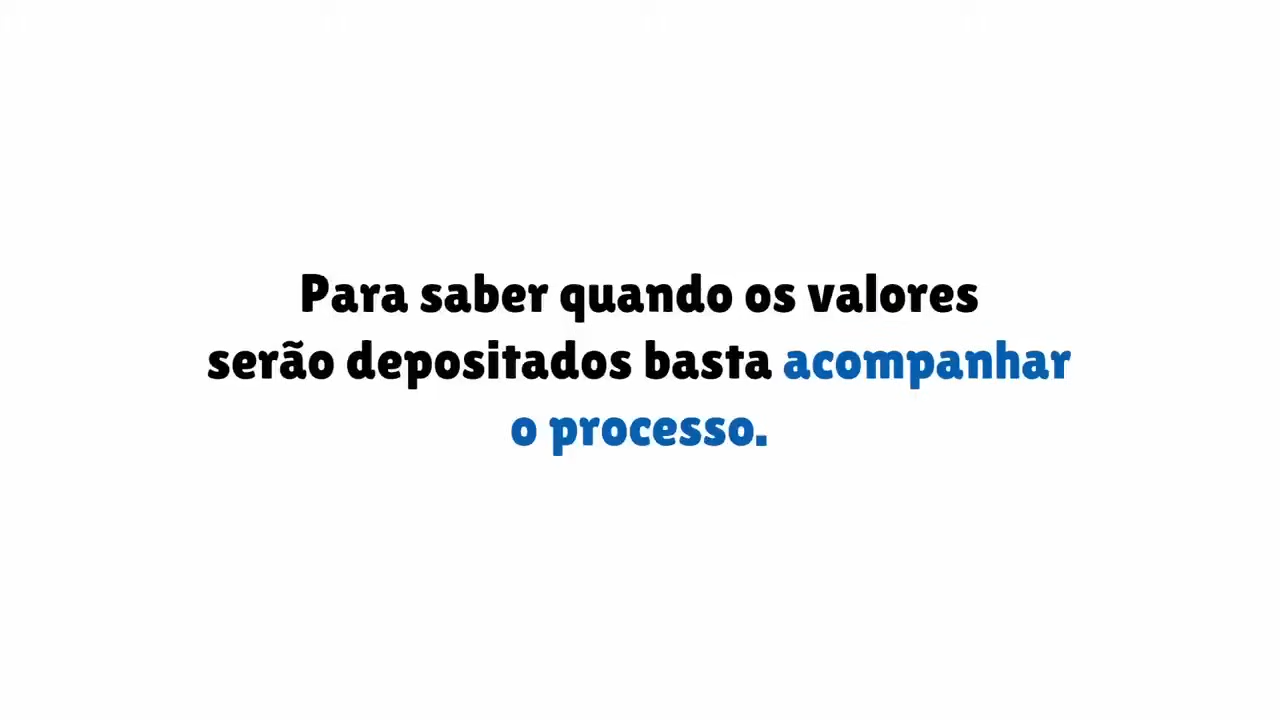 Para saber quando os valores
serão depositados basta acompanhar
o processo.